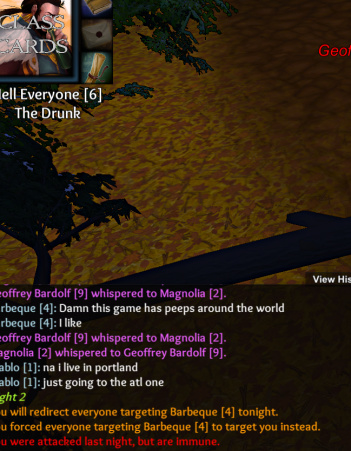 CLASS
CARDS
ell Everyone [6]
The Drunk
Geof
View His
eoffrey Bardolf [9] whispered to Magnolia [2].
rbeque [4]: Damn this game has peeps around the world
rbeque [4]: I like
eoffrey Bardolf [9] whispered to Magnolia [2].
agnolia [2] whispered to Geoffrey Bardolf [9].
ablo [1]: na i live in portland
ablo [1]: just going to the atl one
ght 2
u will redirect everyone targeting Barbeque [4] tonight.
u forced everyone targeting Barbeque [4] to target you instead.
u were attacked last night, but are immune.